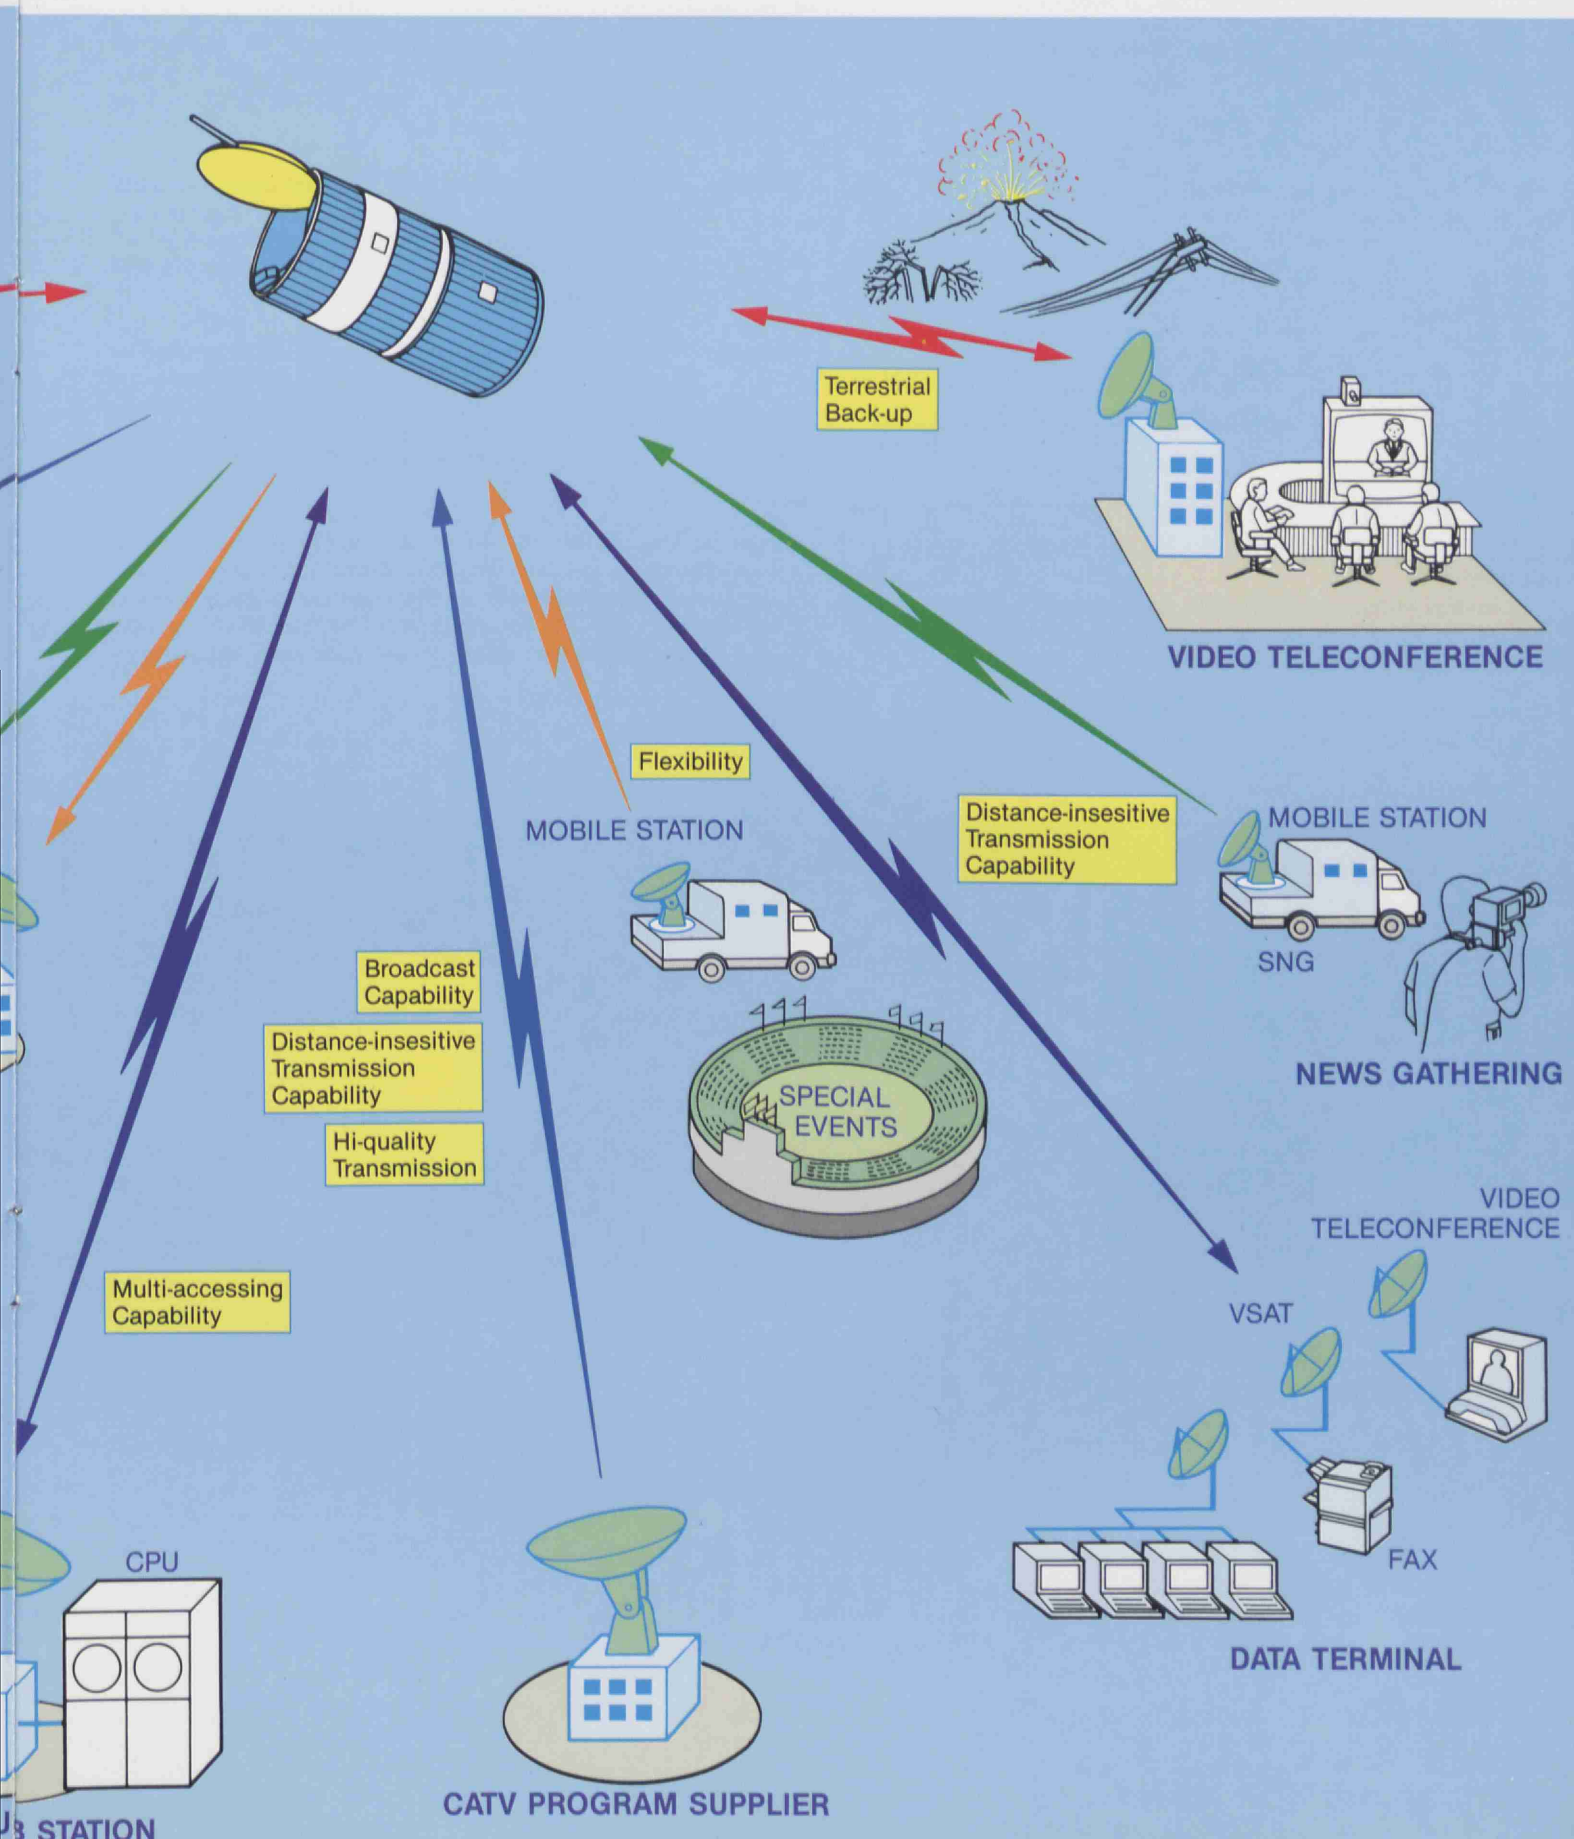 Terrestrial
Back-up
VIDEO TELECONFERENCE
Flexibility
MOBILE STATION
Distance-insesitive
Transmission
Capability
MOBILE STATION
SNG
NEWS GATHERING
Broadcast
Capability
Distance-insesitive
Transmission
Capability
Hi-quality
Transmission
SPECIAL
EVENTS
Multi-accessing
Capability
VIDEO
TELECONFERENCE
VSAT
FAX
DATA TERMINAL
CPU
CATV PROGRAM SUPPLIER
STATION